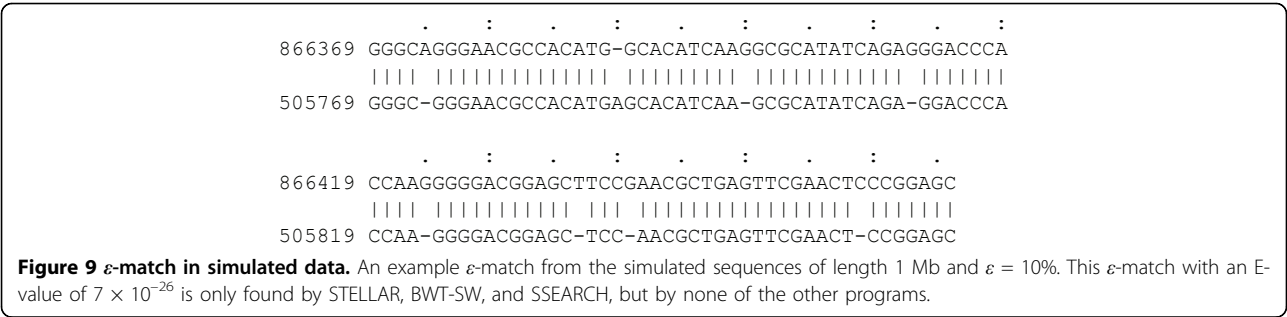 . : . : . : . : . :
866369 GGGCAGGGAACGCCACATG-GCACATCAAGGCGCATATCAGAGGGACCCA
|||| |||||||||||||| ||||||||| |||||||||||| |||||||
505769 GGGC-GGGAACGCCACATGAGCACATCAA-GCGCATATCAGA-GGACCCA
. : . : . : . : .
866419 CCAAGGGGGACGGAGCTTCCGAACGCTGAGTTCGAACTCCCGGAGC
|||| ||||||||||| ||| ||||||||||||||||| |||||||
505819 CCAA-GGGGACGGAGC-TCC-AACGCTGAGTTCGAACT-CCGGAGC
Figure 9 ε-match in simulated data. An example ε-match from the simulated sequences of length 1 Mb and ε = 10%. This ε-match with an E-
value of 7 × 10⁻²⁶ is only found by STELLAR, BWT-SW, and SSEARCH, but by none of the other programs.